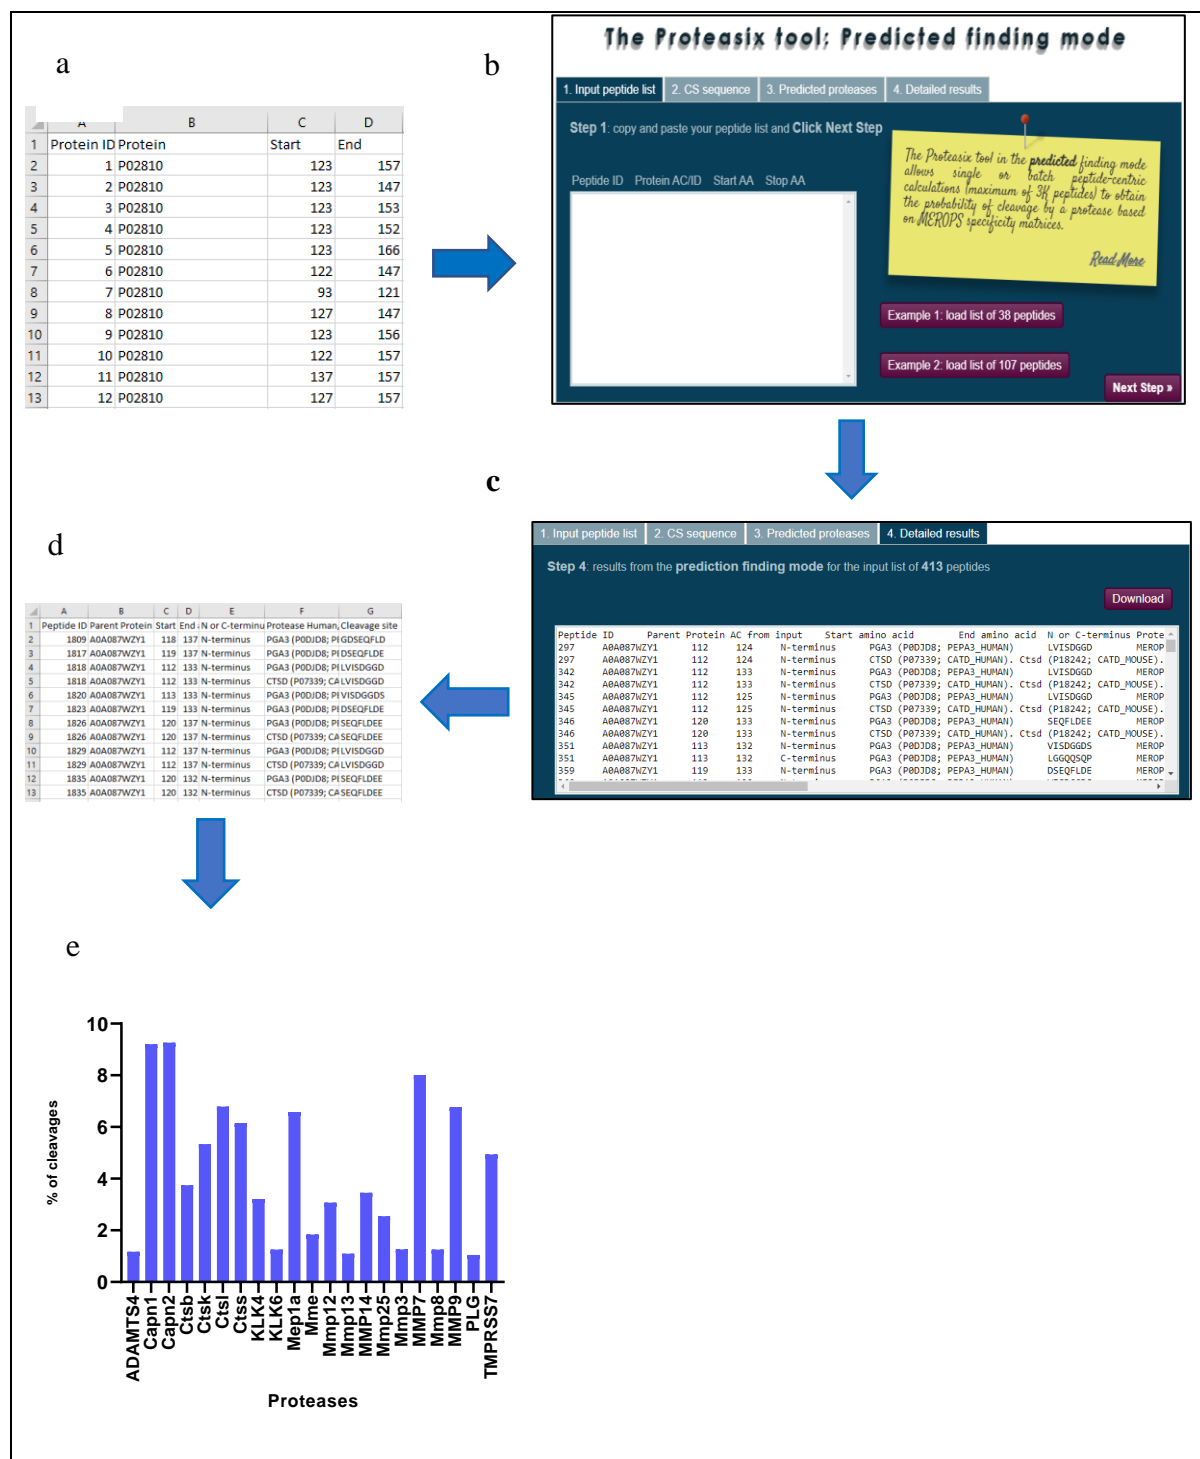 a
A B C D
1 Protein ID Protein Start End
2 1 P02810 123 157
3 2 P02810 123 147
4 3 P02810 123 153
5 4 P02810 123 152
6 5 P02810 123 166
7 6 P02810 122 147
8 7 P02810 93 121
9 8 P02810 127 147
10 9 P02810 123 156
11 10 P02810 122 157
12 11 P02810 137 157
13 12 P02810 127 157
b
The Proteasix tool: Predicted finding mode
1. Input peptide list 2. CS sequence 3. Predicted proteases 4. Detailed results
Step 1: copy and paste your peptide list and Click Next Step
Peptide ID Protein AC/ID Start AA Stop AA
The Proteasix tool in the predicted finding mode
allows single or batch peptide-centric
calculations (maximum of 3K peptides) to obtain
the probability of cleavage by a protease based
on MEROPS specificity matrices.
Read More
Example 1: load list of 38 peptides
Example 2: load list of 107 peptides
Next Step »
c
1. Input peptide list 2. CS sequence 3. Predicted proteases 4. Detailed results
Step 4: results from the prediction finding mode for the input list of 413 peptides
Download
Peptide ID Parent Protein AC from input Start amino acid End amino acid N or C-terminus Prote
297 A0A087WZY1 112 124 N-terminus PGA3 (P0DJD8; PEPA3_HUMAN) LVISDGGD MEROP
297 A0A087WZY1 112 124 N-terminus CTSD (P07339; CATD_HUMAN). Ctsd (P18242; CATD_MOUSE).
342 A0A087WZY1 112 133 N-terminus PGA3 (P0DJD8; PEPA3_HUMAN) LVISDGGD MEROP
342 A0A087WZY1 112 133 N-terminus CTSD (P07339; CATD_HUMAN). Ctsd (P18242; CATD_MOUSE).
345 A0A087WZY1 112 125 N-terminus PGA3 (P0DJD8; PEPA3_HUMAN) LVISDGGD MEROP
345 A0A087WZY1 112 125 N-terminus CTSD (P07339; CATD_HUMAN). Ctsd (P18242; CATD_MOUSE).
346 A0A087WZY1 120 133 N-terminus PGA3 (P0DJD8; PEPA3_HUMAN) SEQFLDEE MEROP
346 A0A087WZY1 120 133 N-terminus CTSD (P07339; CATD_HUMAN). Ctsd (P18242; CATD_MOUSE).
351 A0A087WZY1 113 132 N-terminus PGA3 (P0DJD8; PEPA3_HUMAN) VISDGGDS MEROP
351 A0A087WZY1 113 132 C-terminus PGA3 (P0DJD8; PEPA3_HUMAN) LGGQQSQP MEROP
359 A0A087WZY1 119 133 N-terminus PGA3 (P0DJD8; PEPA3_HUMAN) DSEQFLDE MEROP
d
A B C D E F G
1 Peptide ID Parent Protein Start End N or C-terminu Protease Human, Cleavage site
2 1809 A0A087WZY1 118 137 N-terminus PGA3 (P0DJD8; PI GDSEQFLD
3 1817 A0A087WZY1 119 137 N-terminus PGA3 (P0DJD8; PI DSEQFLDE
4 1818 A0A087WZY1 112 133 N-terminus PGA3 (P0DJD8; PI LVISDGGD
5 1818 A0A087WZY1 112 133 N-terminus CTSD (P07339; CA LVISDGGD
6 1820 A0A087WZY1 113 133 N-terminus PGA3 (P0DJD8; PI VISDGGDS
7 1823 A0A087WZY1 119 133 N-terminus PGA3 (P0DJD8; PI DSEQFLDE
8 1826 A0A087WZY1 120 137 N-terminus PGA3 (P0DJD8; PI SEQFLDEE
9 1826 A0A087WZY1 120 137 N-terminus CTSD (P07339; CA SEQFLDEE
10 1829 A0A087WZY1 112 137 N-terminus PGA3 (P0DJD8; PI LVISDGGD
11 1829 A0A087WZY1 112 137 N-terminus CTSD (P07339; CA LVISDGGD
12 1835 A0A087WZY1 120 132 N-terminus PGA3 (P0DJD8; PI SEQFLDEE
13 1835 A0A087WZY1 120 132 N-terminus CTSD (P07339; CA SEQFLDEE
e
% of cleavages
10
8
6
4
2
0
ADAMTS4
Capn1
Capn2
Ctsb
Ctsk
Ctsl
Ctss
KLK4
KLK6
Mep1a
Mme
Mmp12
Mmp13
MMP14
Mmp25
Mmp3
MMP7
Mmp8
MMP9
PLG
TMPRSS7
Proteases